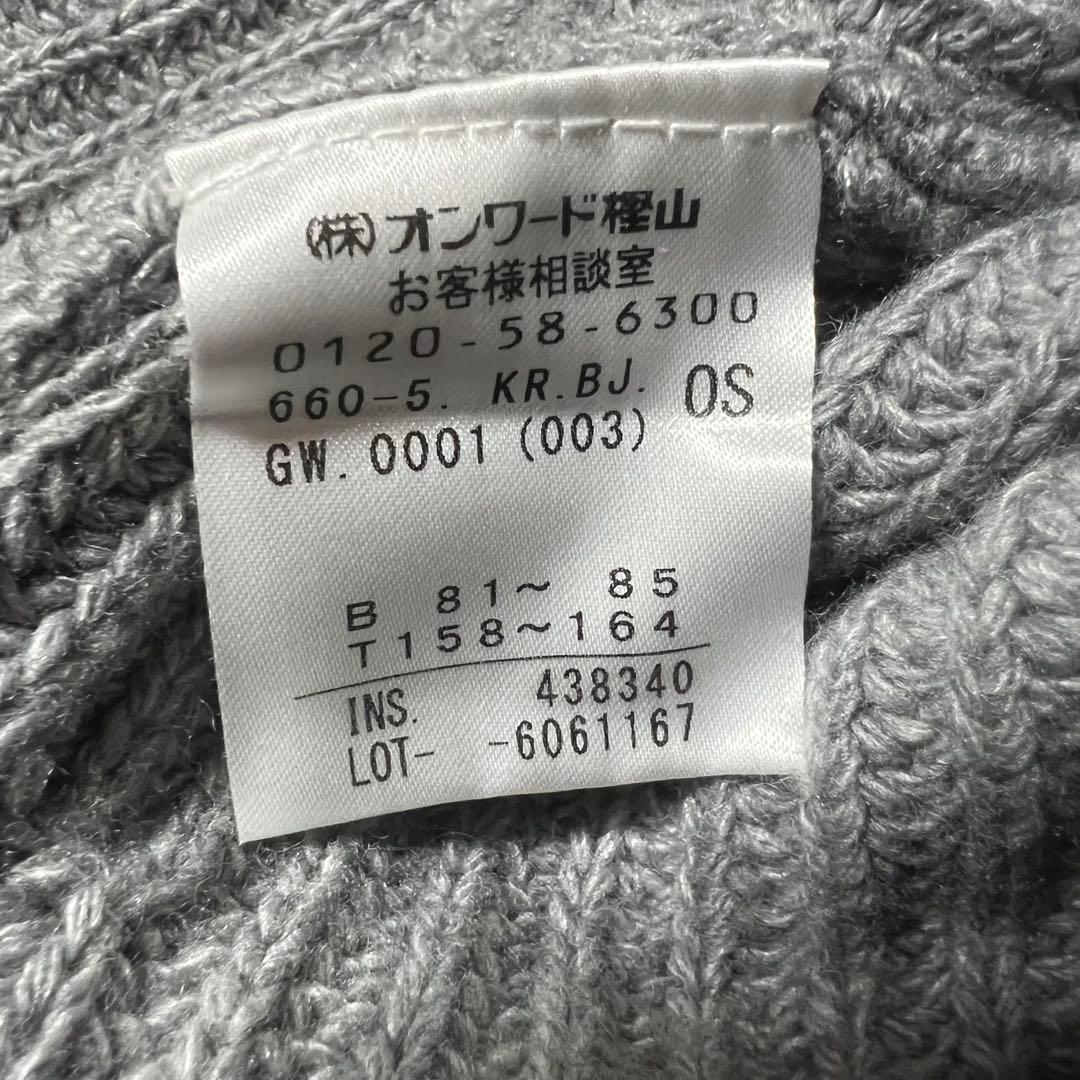 (株)オンワード樫山
お客様相談室
0120-58-6300
660-5. KR.BJ. OS
GW. 0001 (003)
B 81~ 85
T158~164
INS. 438340
LOT- -6061167